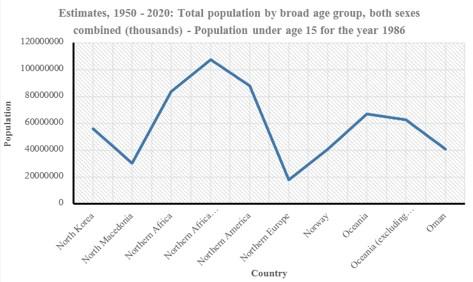 Estimates, 1950 - 2020: Total population by broad age group, both sexes
combined (thousands) - Population under age 15 for the year 1986
120000000
100000000
80000000
60000000
40000000
20000000
0
Population
North Korea
North Macedonia
Northern Africa
Northern Africa...
Northern America
Northern Europe
Norway
Oceania
Oceania (excluding...
Oman
Country